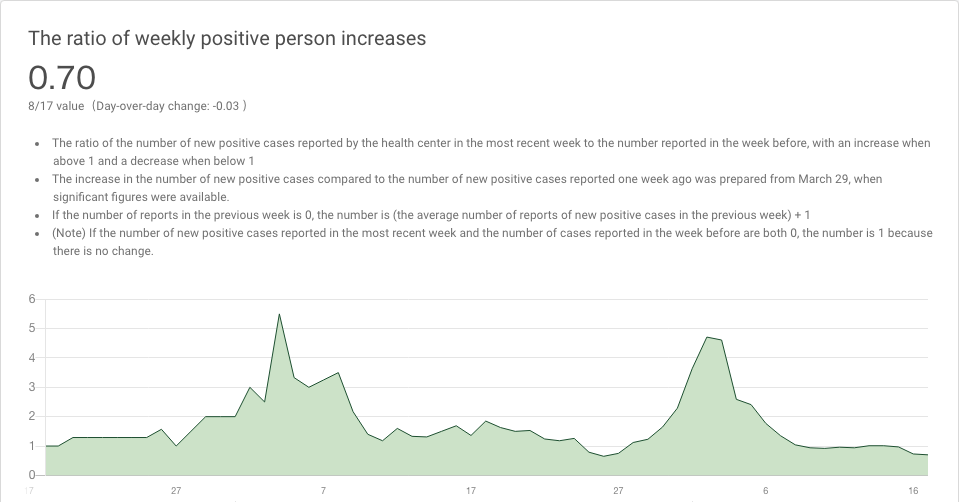 The ratio of weekly positive person increases
0.70
8/17 value（Day-over-day change: -0.03 ）
• The ratio of the number of new positive cases reported by the health center in the most recent week to the number reported in the week before, with an increase when
above 1 and a decrease when below 1
• The increase in the number of new positive cases compared to the number of new positive cases reported one week ago was prepared from March 29, when
significant figures were available.
• If the number of reports in the previous week is 0, the number is (the average number of reports of new positive cases in the previous week) + 1
• (Note) If the number of new positive cases reported in the most recent week and the number of cases reported in the week before are both 0, the number is 1 because
there is no change.
6
5
4
3
2
1
0
17 27 7 17 27 6 16